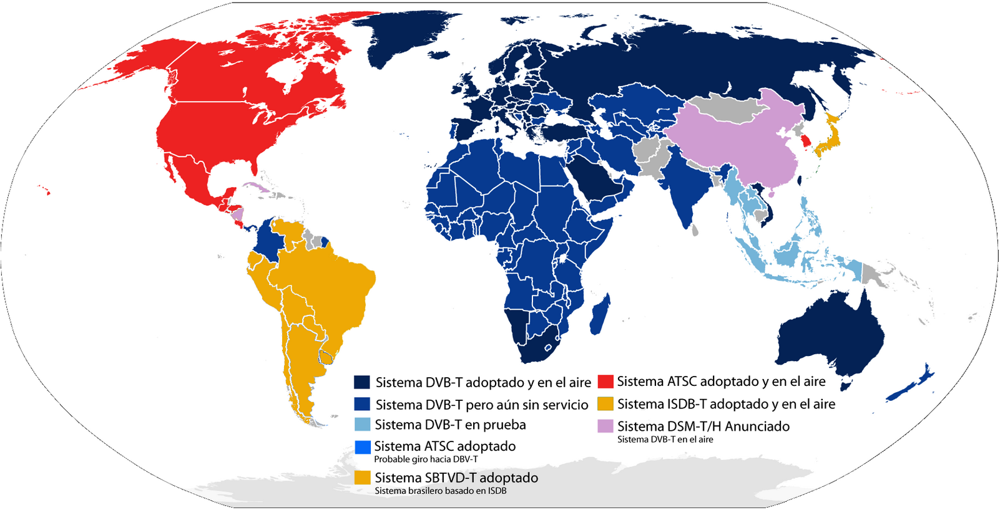 Sistema DVB-T adoptado y en el aire
Sistema DVB-T pero aún sin servicio
Sistema DVB-T en prueba
Sistema ATSC adoptado
Probable giro hacia DBV-T
Sistema SBTVD-T adoptado
Sistema brasilero basado en ISDB
Sistema ATSC adoptado y en el aire
Sistema ISDB-T adoptado y en el aire
Sistema DSM-T/H Anunciado
Sistema DVB-T en el aire